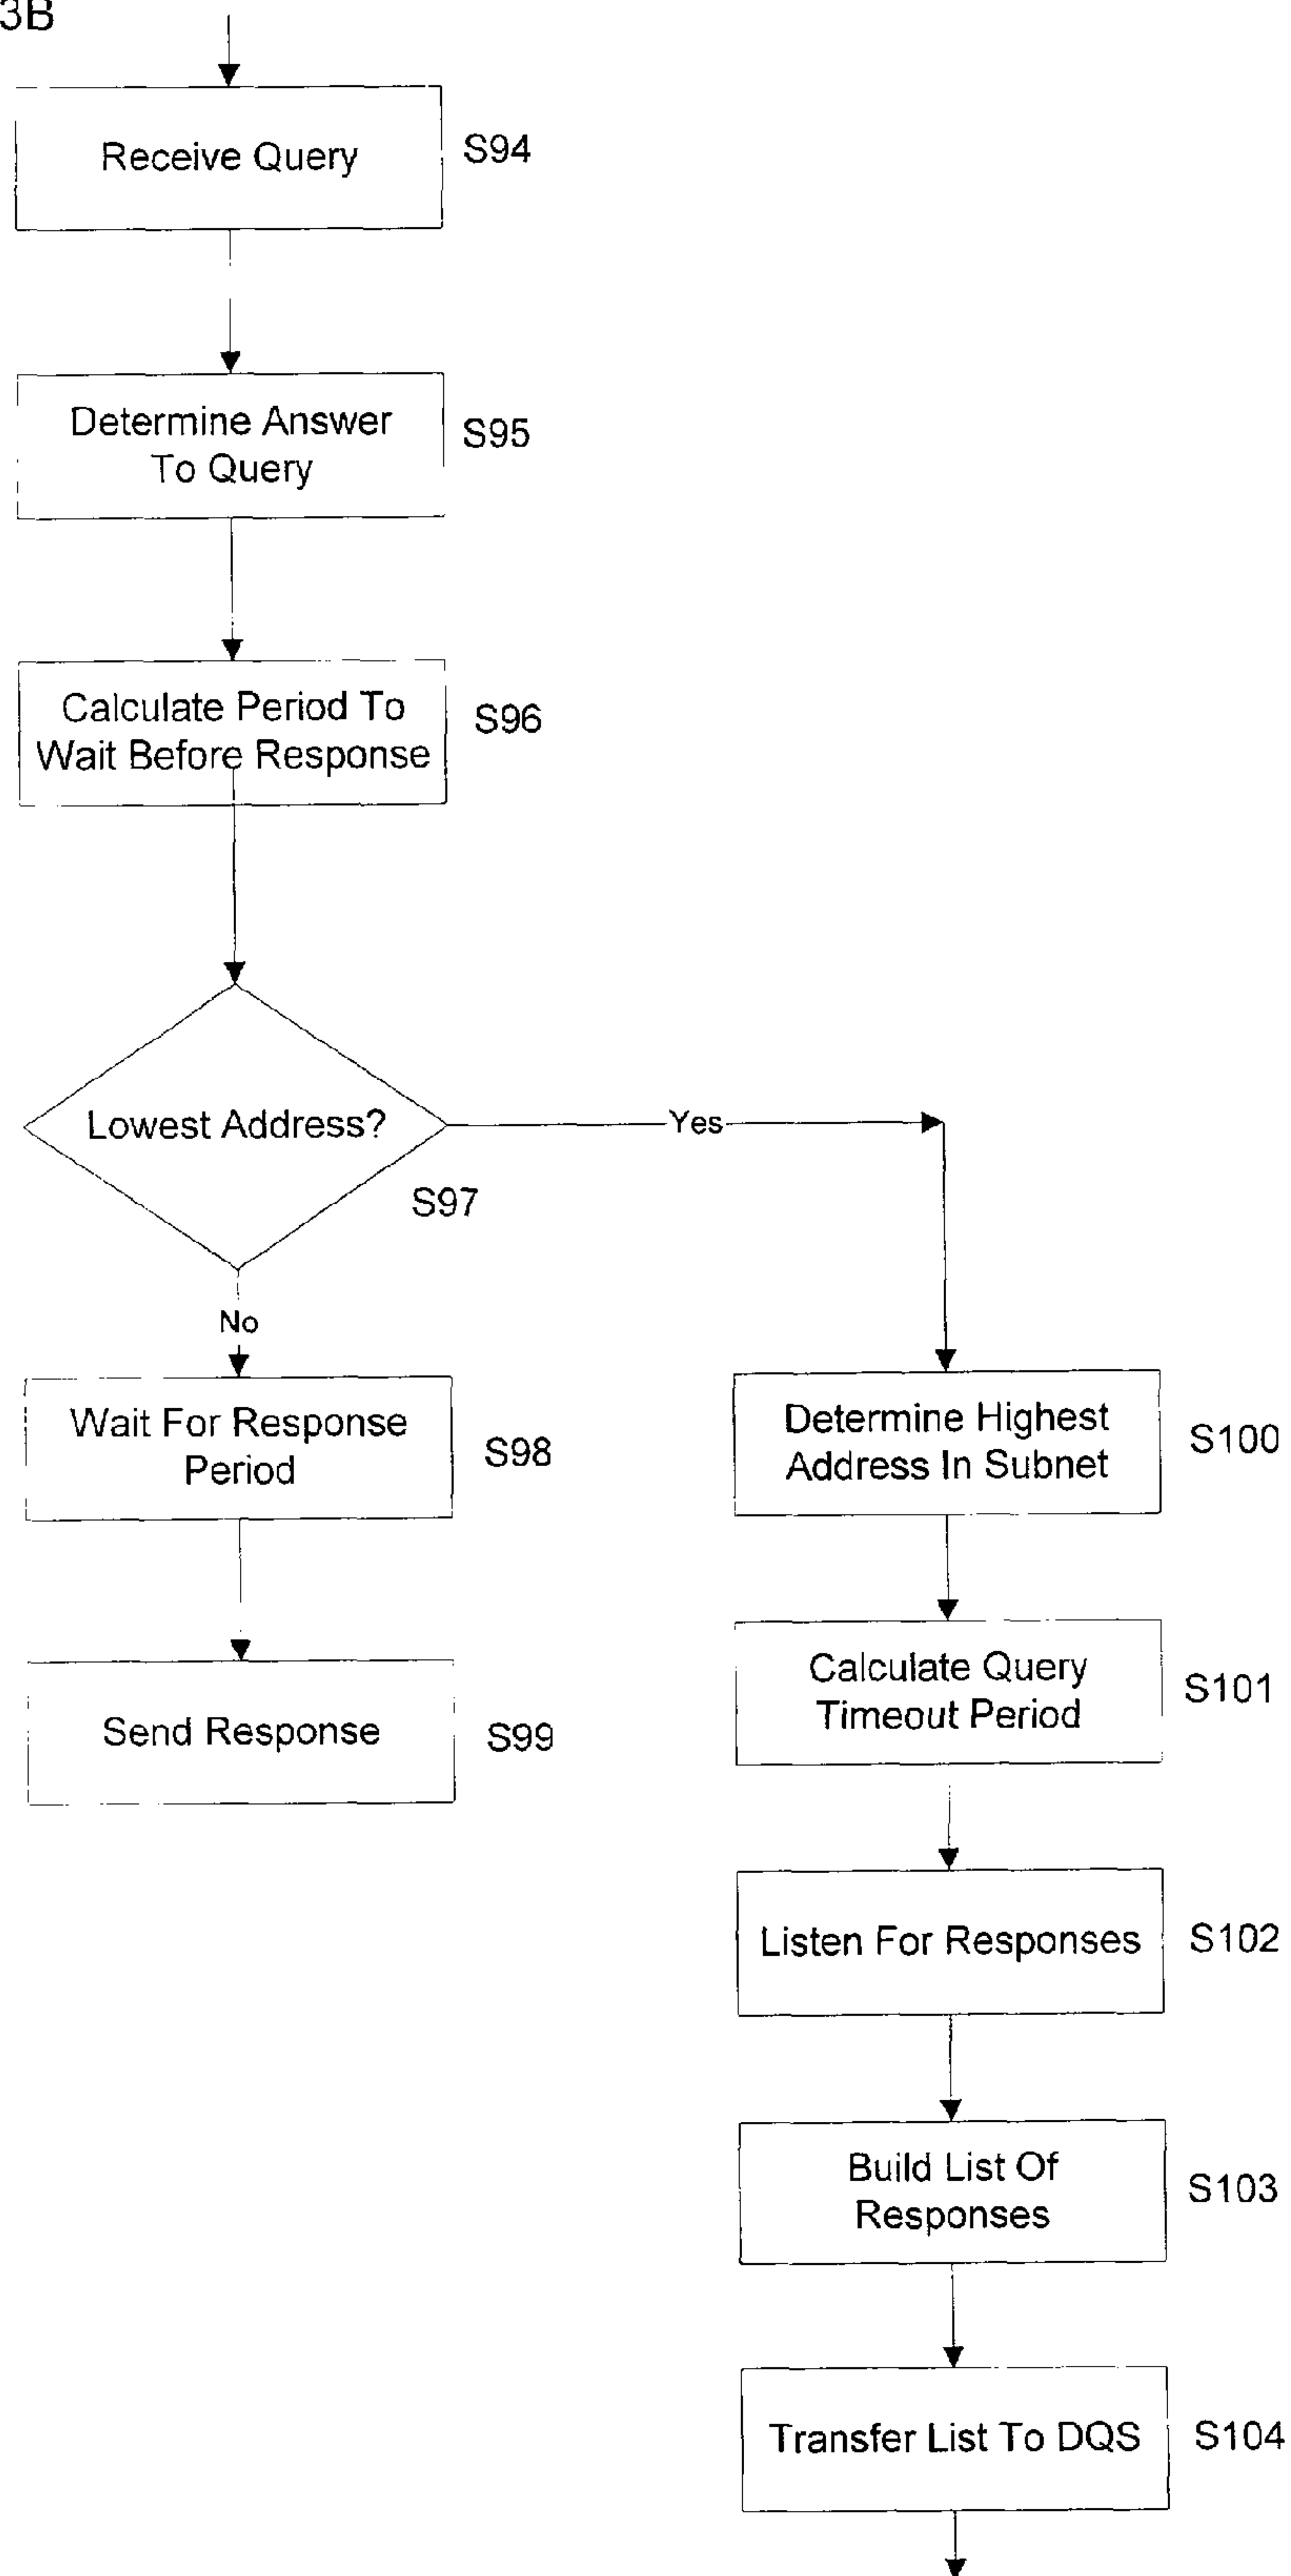 3B
Receive Query
S94
Determine Answer
To Query
S95
Calculate Period To
Wait Before Response
S96
Lowest Address?
S97
Yes
No
Wait For Response
Period
S98
Send Response
S99
Determine Highest
Address In Subnet
S100
Calculate Query
Timeout Period
S101
Listen For Responses
S102
Build List Of
Responses
S103
Transfer List To DQS
S104